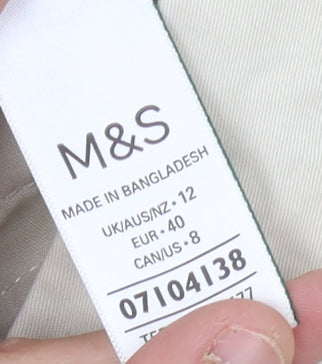 M&S
MADE IN BANGLADESH
UK/AUS/NZ • 12
EUR • 40
CAN/US • 8
07104138